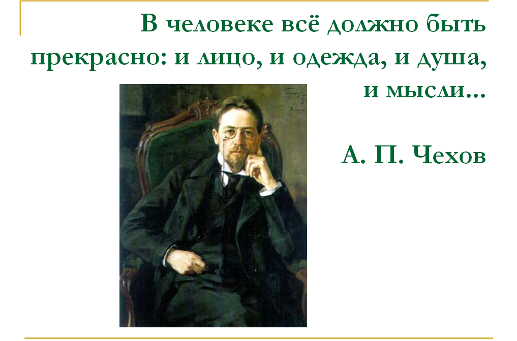 В человеке всё должно быть
прекрасно: и лицо, и одежда, и душа,
и мысли...
А. П. Чехов